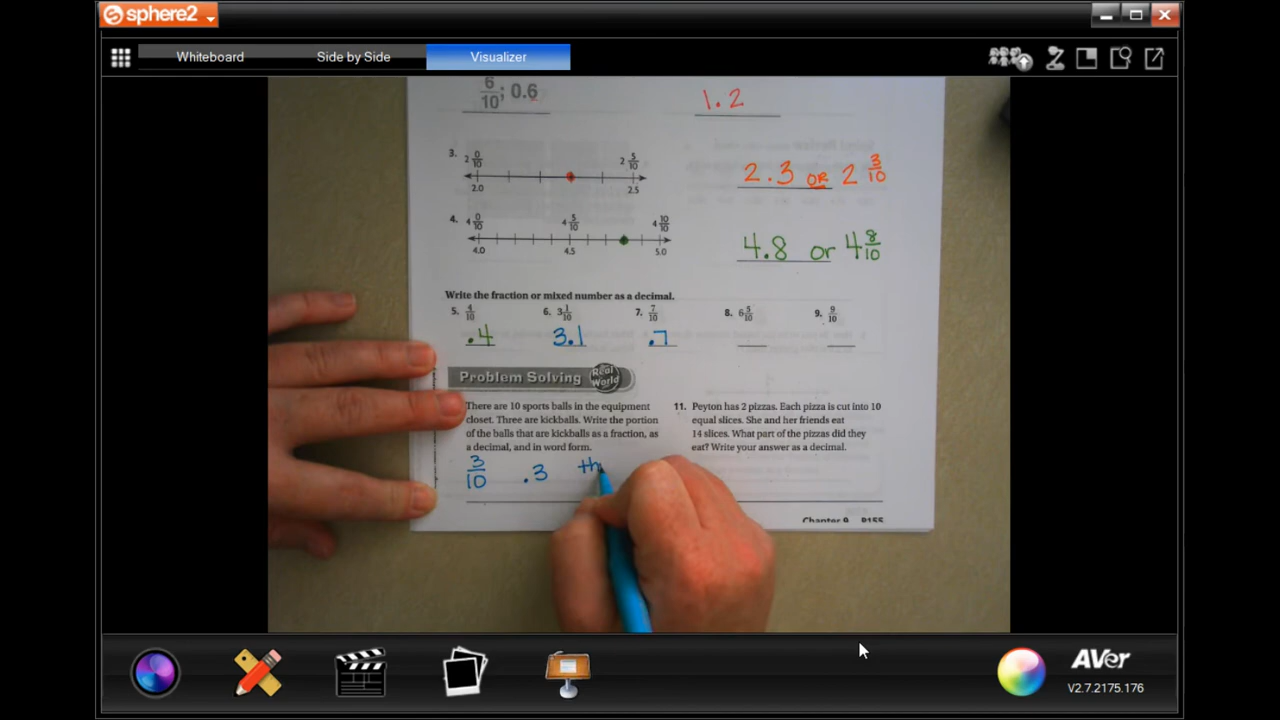 sphere2
Whiteboard Side by Side Visualizer
6/10; 0.6 1.2
3. 2 0/10 2 5/10
2.0 2.5
2.3 OR 2 3/10
4. 4 0/10 4 5/10 4 10/10
4.0 4.5 5.0
4.8 or 4 8/10
Write the fraction or mixed number as a decimal.
5. 4/10 6. 3 1/10 7. 7/10 8. 6 5/10 9. 9/10
.4 3.1 .7
Problem Solving Real World
There are 10 sports balls in the equipment
closet. Three are kickballs. Write the portion
of the balls that are kickballs as a fraction, as
a decimal, and in word form.
3/10 .3 th
11. Peyton has 2 pizzas. Each pizza is cut into 10
equal slices. She and her friends eat
14 slices. What part of the pizzas did they
eat? Write your answer as a decimal.
Chapter 9 P155
AVer
V2.7.2175.176